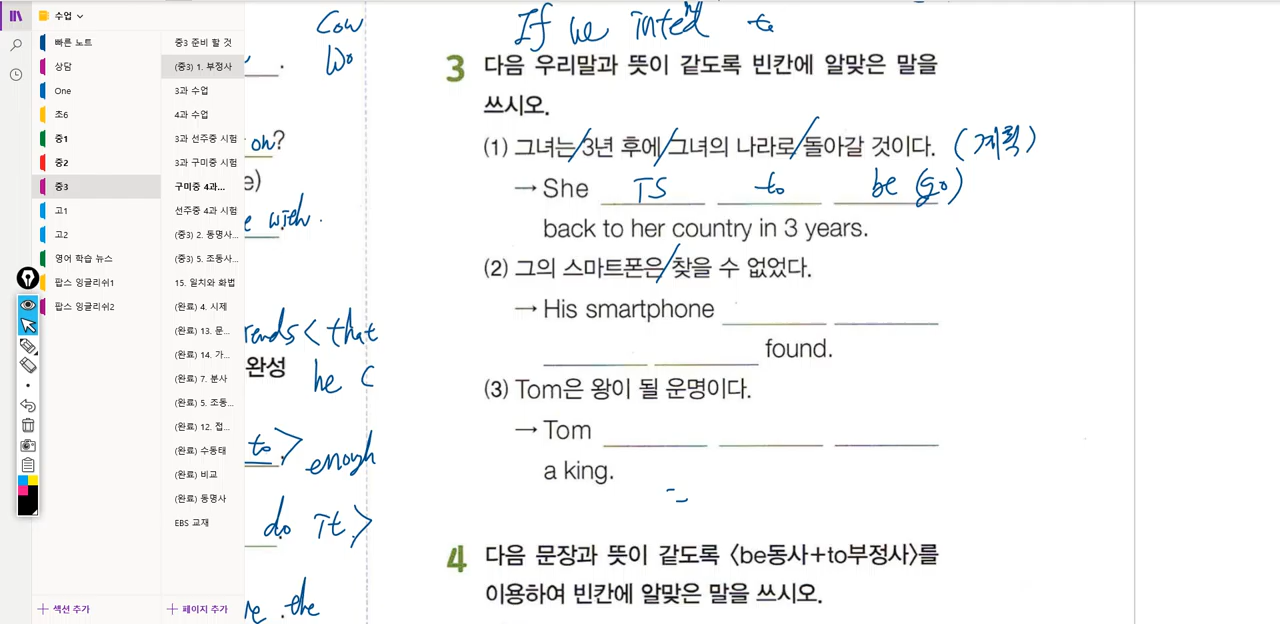 수업
빠른 노트
상담
One
초6
중1
중2
중3
고1
고2
영어 학습 뉴스
팝스 잉글리쉬1
팝스 잉글리쉬2
섹션 추가
중3 준비 할 것
(중3) 1. 부정사
3과 수업
4과 수업
3과 선주중 시험
3과 구미중 시험
구미중 4과...
선주중 4과 시험
(중3) 2. 동명사...
(중3) 5. 조동사...
15. 일치와 화법
(완료) 4. 시제
(완료) 13. 문...
(완료) 14. 가...
(완료) 7. 분사
(완료) 5. 조동...
(완료) 12. 접...
(완료) 수동태
(완료) 비교
(완료) 동명사
EBS 교재
페이지 추가
on?
e)
with.
that
완성
he
to> enough
do it>
the
If we to
3 다음 우리말과 뜻이 같도록 빈칸에 알맞은 말을
쓰시오.
(1) 그녀는/3년 후에/그녀의 나라로/돌아갈 것이다. (계획)
→ She is to be (go)
back to her country in 3 years.
(2) 그의 스마트폰은/찾을 수 없었다.
→ His smartphone
found.
(3) Tom은 왕이 될 운명이다.
→ Tom
a king.
4 다음 문장과 뜻이 같도록 〈be동사+to부정사〉를
이용하여 빈칸에 알맞은 말을 쓰시오.